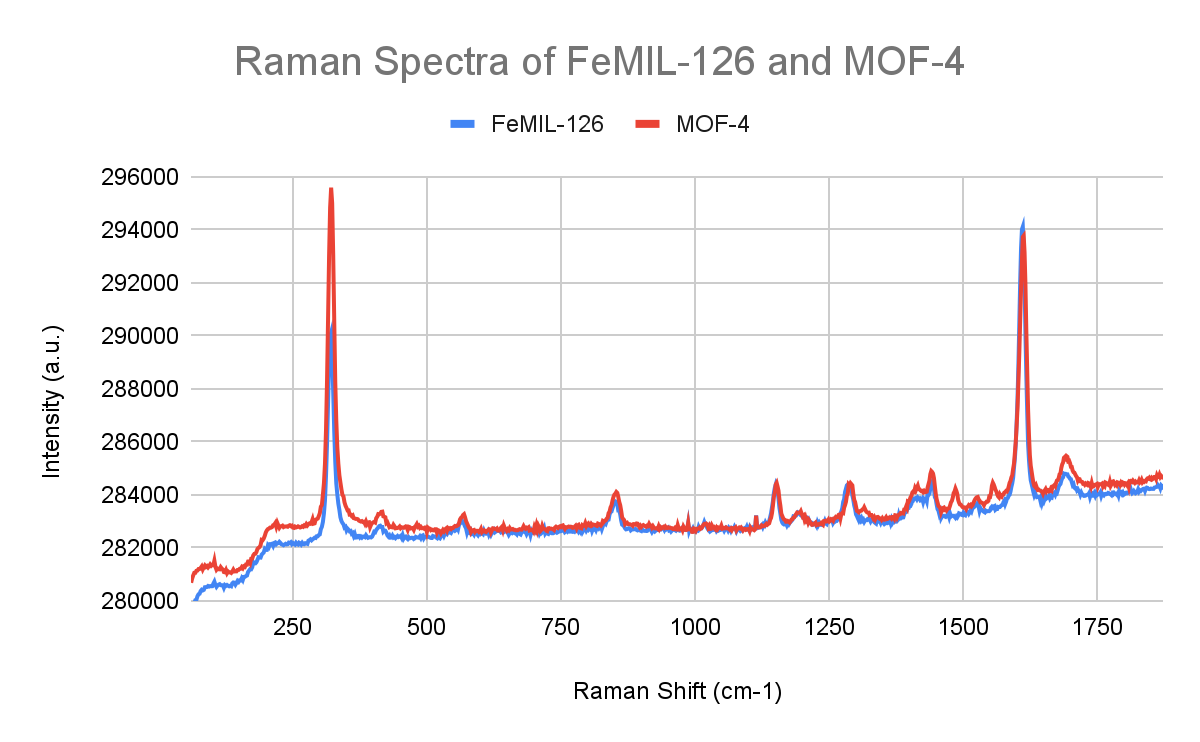 Raman Spectra of FeMIL-126 and MOF-4
FeMIL-126 MOF-4
296000
294000
292000
290000
288000
286000
284000
282000
280000
Intensity (a.u.)
250 500 750 1000 1250 1500 1750
Raman Shift (cm-1)